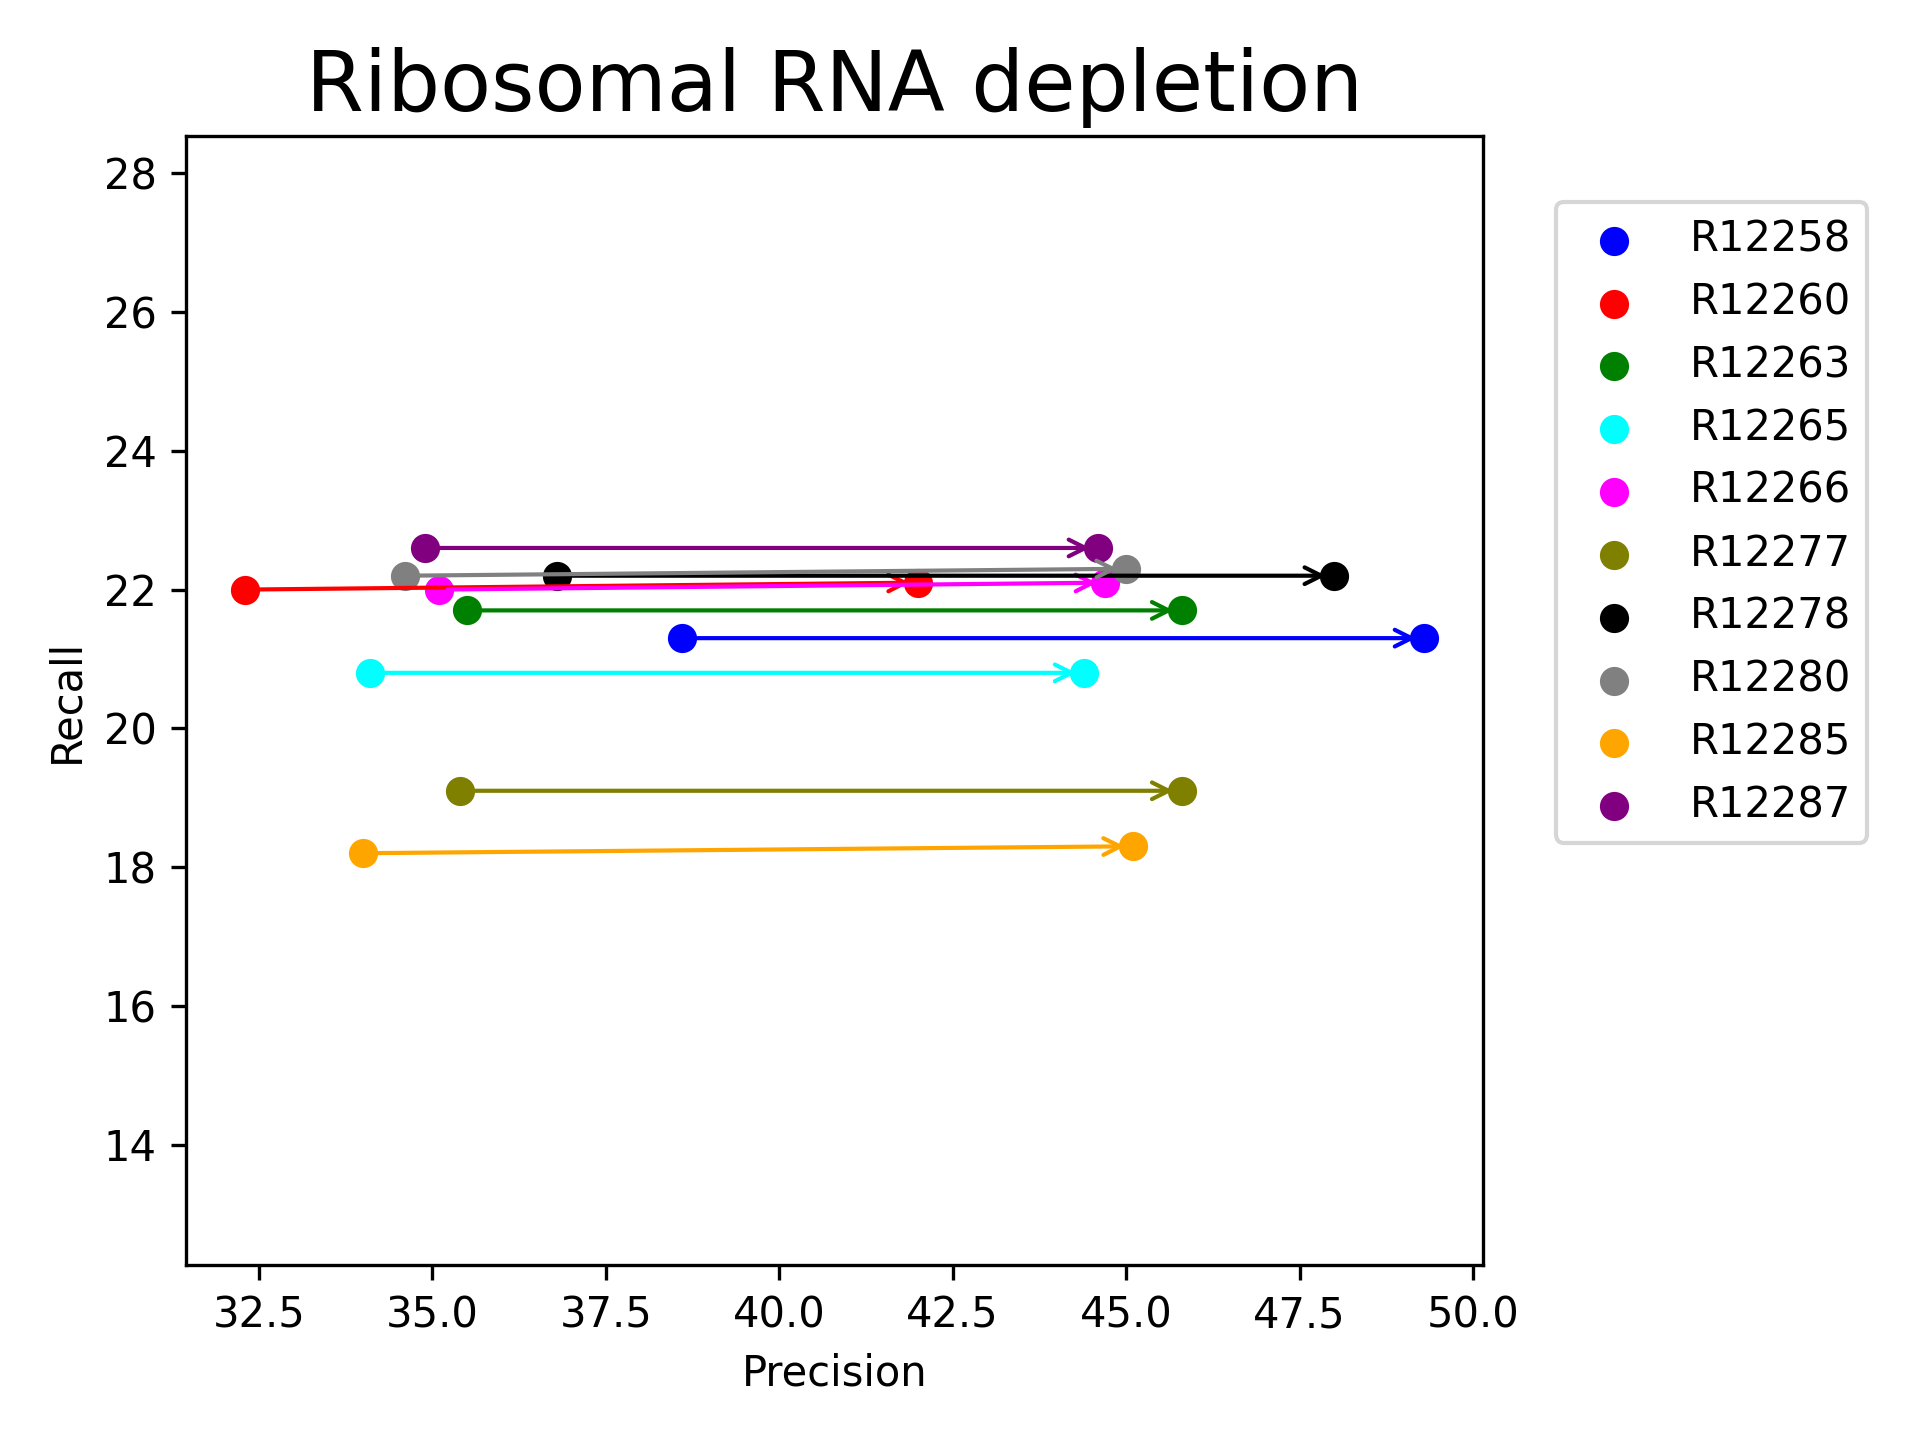 Ribosomal RNA depletion
28
26
24
22
20
18
16
14
Recall
32.5 35.0 37.5 40.0 42.5 45.0 47.5 50.0
Precision
R12258
R12260
R12263
R12265
R12266
R12277
R12278
R12280
R12285
R12287